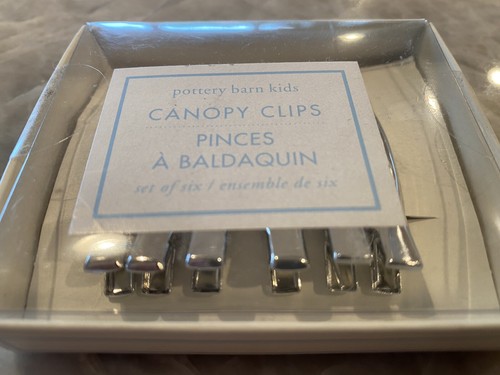 pottery barn kids
CANOPY CLIPS
PINCES
À BALDAQUIN
set of six / ensemble de six